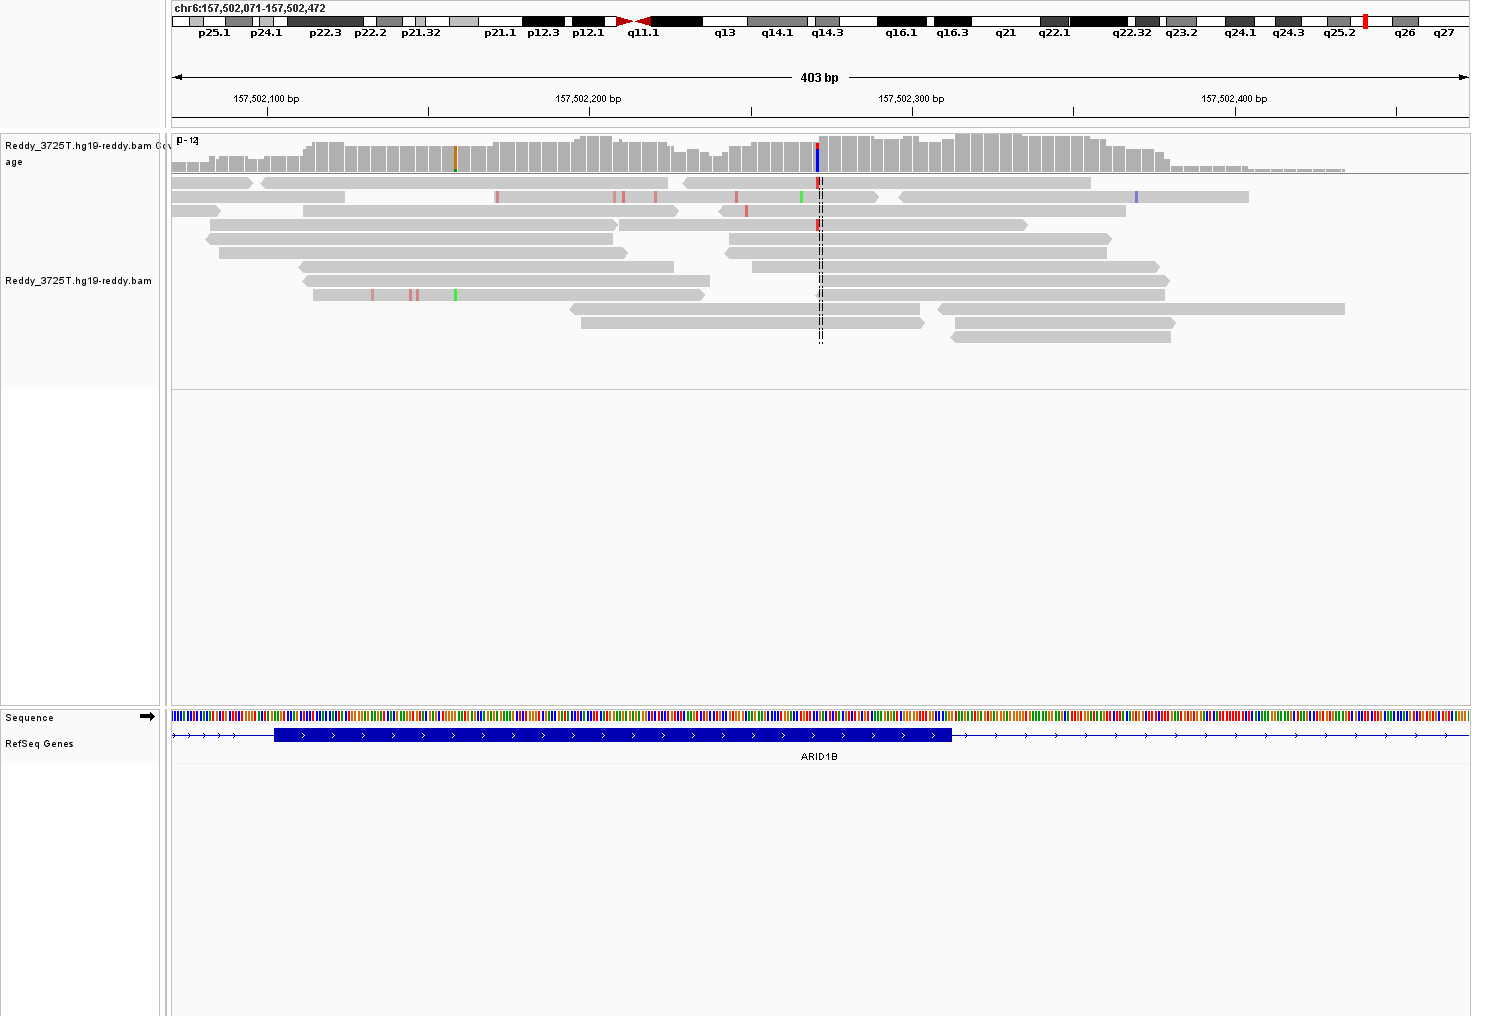 chr6:157,502,071-157,502,472
p25.1 p24.1 p22.3 p22.2 p21.32 p21.1 p12.3 p12.1 q11.1 q13 q14.1 q14.3 q16.1 q16.3 q21 q22.1 q22.32 q23.2 q24.1 q24.3 q25.2 q26 q27
403 bp
157,502,100 bp 157,502,200 bp 157,502,300 bp 157,502,400 bp
Reddy_3725T.hg19-reddy.bam Cov
age
[0 - 12]
Reddy_3725T.hg19-reddy.bam
Sequence
RefSeq Genes
ARID1B